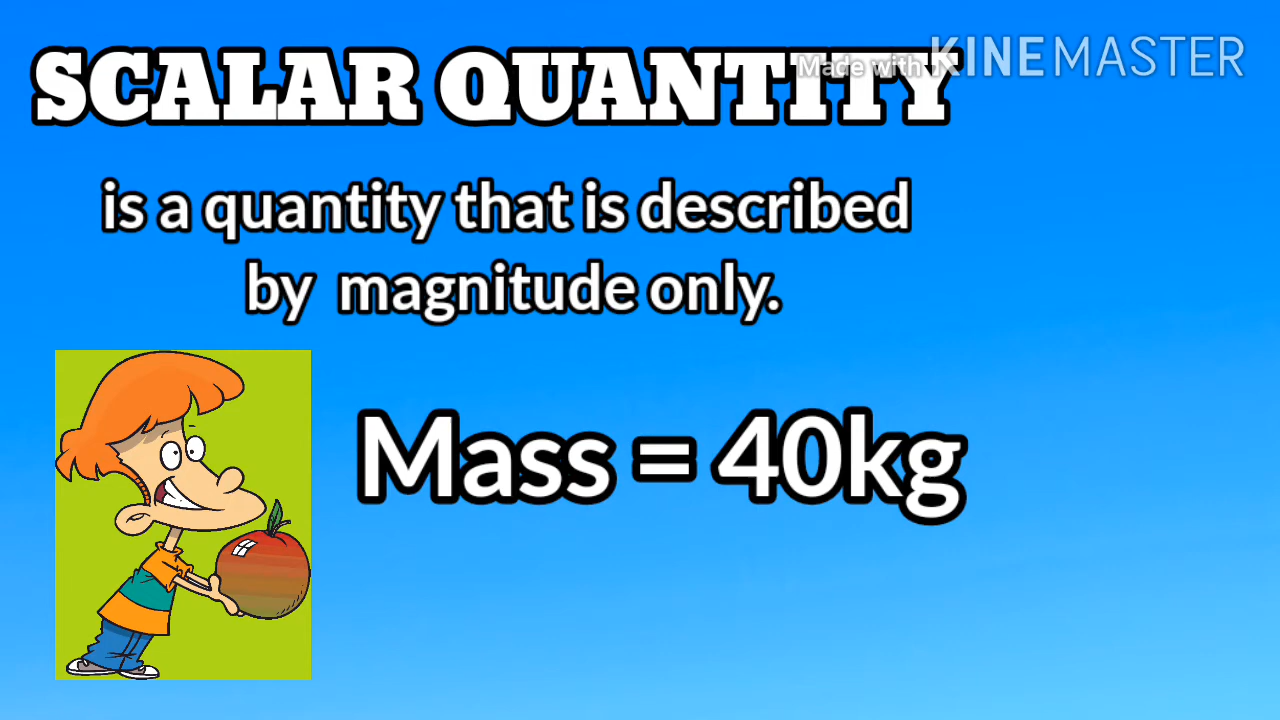 Made with KINEMASTER
SCALAR QUANTITY
is a quantity that is described
by magnitude only.
Mass = 40kg